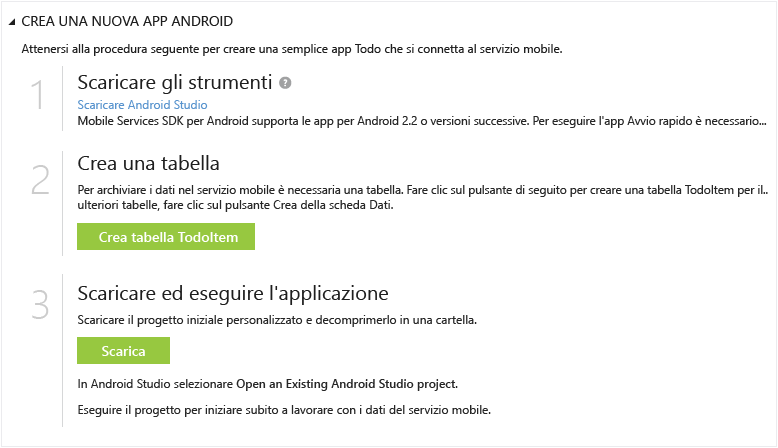 CREA UNA NUOVA APP ANDROID
Attenersi alla procedura seguente per creare una semplice app Todo che si connetta al servizio mobile.
1
Scaricare gli strumenti ?
Scaricare Android Studio
Mobile Services SDK per Android supporta le app per Android 2.2 o versioni successive. Per eseguire l'app Avvio rapido è necessario...
2
Crea una tabella
Per archiviare i dati nel servizio mobile è necessaria una tabella. Fare clic sul pulsante di seguito per creare una tabella TodoItem per il..
ulteriori tabelle, fare clic sul pulsante Crea della scheda Dati.
Crea tabella TodoItem
3
Scaricare ed eseguire l'applicazione
Scaricare il progetto iniziale personalizzato e decomprimerlo in una cartella.
Scarica
In Android Studio selezionare Open an Existing Android Studio project.
Eseguire il progetto per iniziare subito a lavorare con i dati del servizio mobile.